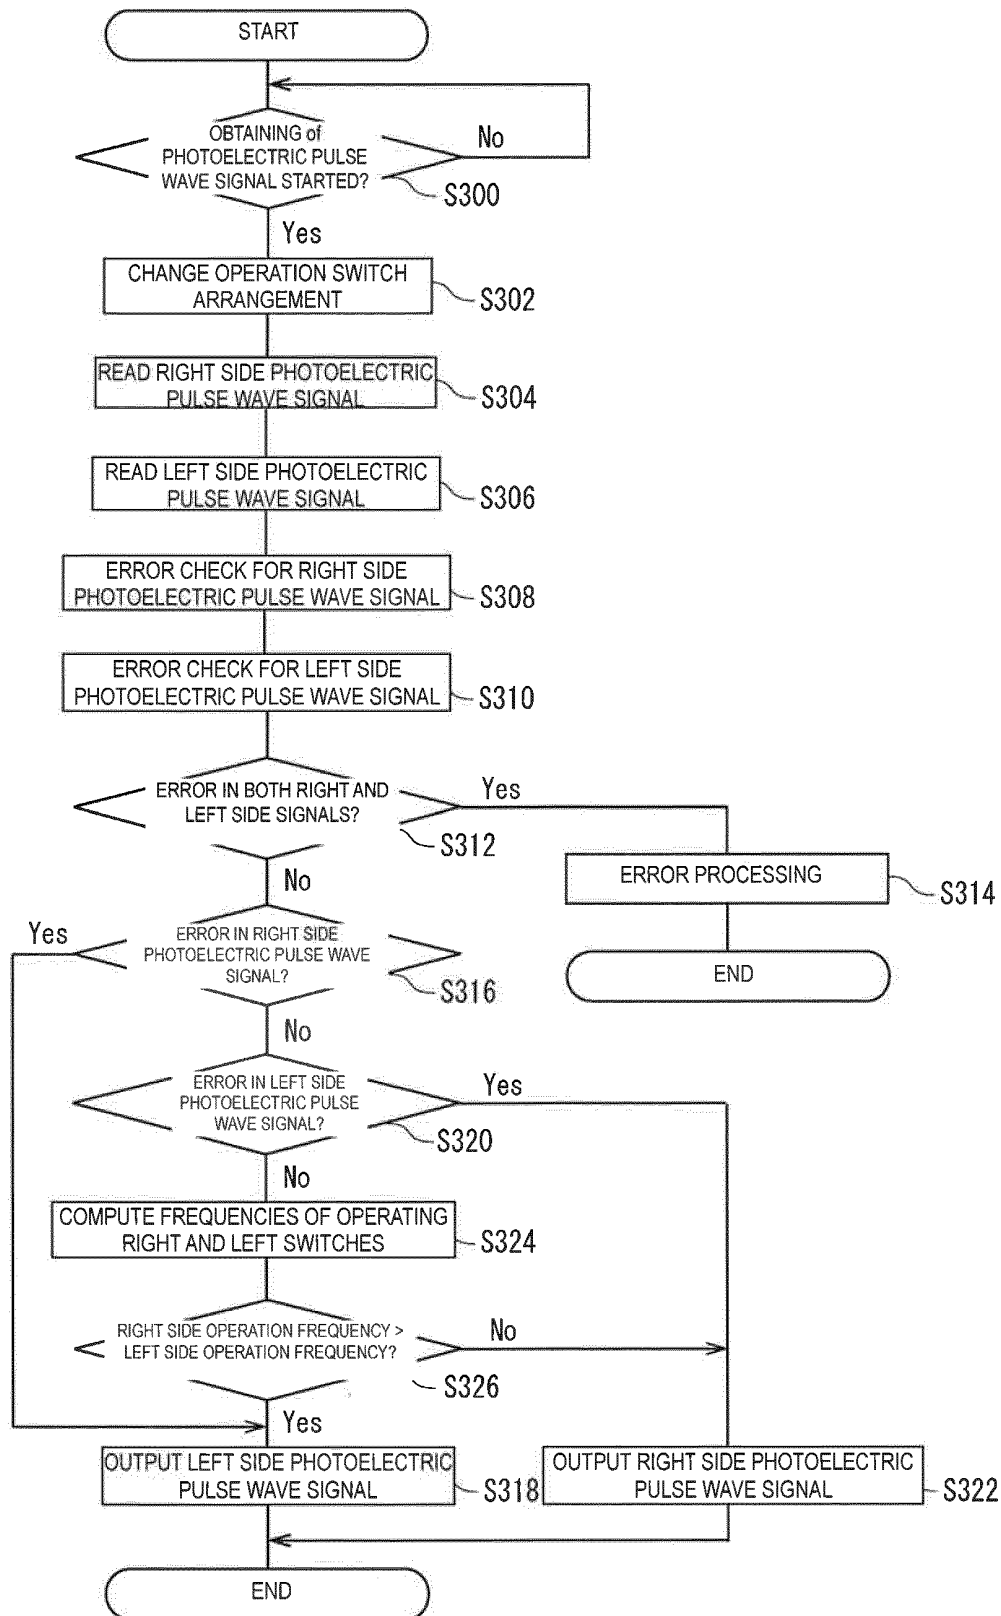 START
OBTAINING of
PHOTOELECTRIC PULSE
WAVE SIGNAL STARTED?
No
S300
Yes
CHANGE OPERATION SWITCH
ARRANGEMENT
S302
READ RIGHT SIDE PHOTOELECTRIC
PULSE WAVE SIGNAL
S304
READ LEFT SIDE PHOTOELECTRIC
PULSE WAVE SIGNAL
S306
ERROR CHECK FOR RIGHT SIDE
PHOTOELECTRIC PULSE WAVE SIGNAL
S308
ERROR CHECK FOR LEFT SIDE
PHOTOELECTRIC PULSE WAVE SIGNAL
S310
ERROR IN BOTH RIGHT AND
LEFT SIDE SIGNALS?
Yes
S312
No
ERROR PROCESSING
S314
END
Yes
ERROR IN RIGHT SIDE
PHOTOELECTRIC PULSE WAVE
SIGNAL?
S316
No
ERROR IN LEFT SIDE
PHOTOELECTRIC PULSE
WAVE SIGNAL?
Yes
S320
No
COMPUTE FREQUENCIES OF OPERATING
RIGHT AND LEFT SWITCHES
S324
RIGHT SIDE OPERATION FREQUENCY >
LEFT SIDE OPERATION FREQUENCY?
No
S326
Yes
OUTPUT LEFT SIDE PHOTOELECTRIC
PULSE WAVE SIGNAL
S318
OUTPUT RIGHT SIDE PHOTOELECTRIC
PULSE WAVE SIGNAL
S322
END